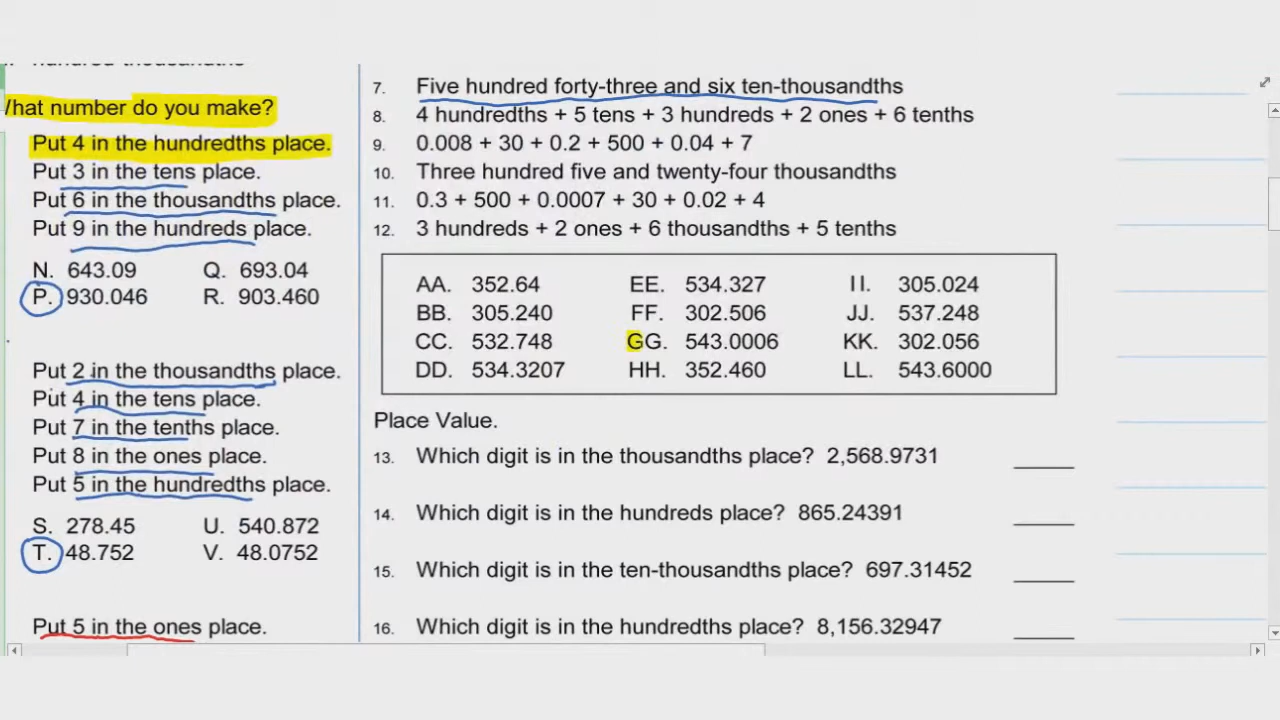 hat number do you make?
Put 4 in the hundredths place.
Put 3 in the tens place.
Put 6 in the thousandths place.
Put 9 in the hundreds place.
N. 643.09 Q. 693.04
P. 930.046 R. 903.460
Put 2 in the thousandths place.
Put 4 in the tens place.
Put 7 in the tenths place.
Put 8 in the ones place.
Put 5 in the hundredths place.
S. 278.45 U. 540.872
T. 48.752 V. 48.0752
Put 5 in the ones place.
7. Five hundred forty-three and six ten-thousandths
8. 4 hundredths + 5 tens + 3 hundreds + 2 ones + 6 tenths
9. 0.008 + 30 + 0.2 + 500 + 0.04 + 7
10. Three hundred five and twenty-four thousandths
11. 0.3 + 500 + 0.0007 + 30 + 0.02 + 4
12. 3 hundreds + 2 ones + 6 thousandths + 5 tenths
AA. 352.64 EE. 534.327 II. 305.024
BB. 305.240 FF. 302.506 JJ. 537.248
CC. 532.748 GG. 543.0006 KK. 302.056
DD. 534.3207 HH. 352.460 LL. 543.6000
Place Value.
13. Which digit is in the thousandths place? 2,568.9731
14. Which digit is in the hundreds place? 865.24391
15. Which digit is in the ten-thousandths place? 697.31452
16. Which digit is in the hundredths place? 8,156.32947